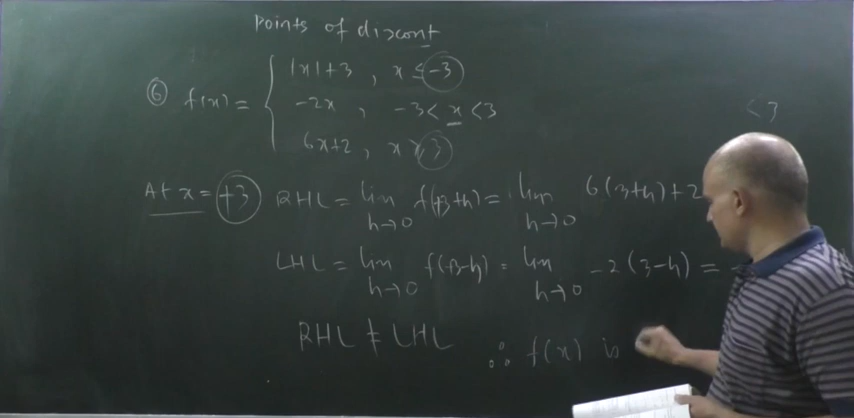 Points of discont
⑥ f(x) = { |x|+3 , x ≤ -3
-2x , -3 < x < 3
6x+2 , x ≥ 3
< 3
At x = +3 RHL = lim h→0 f(+3+h) = lim h→0 6(3+h)+2
LHL = lim h→0 f(+3-h) = lim h→0 -2(3-h) = -
RHL ≠ LHL
∴ f(x) is